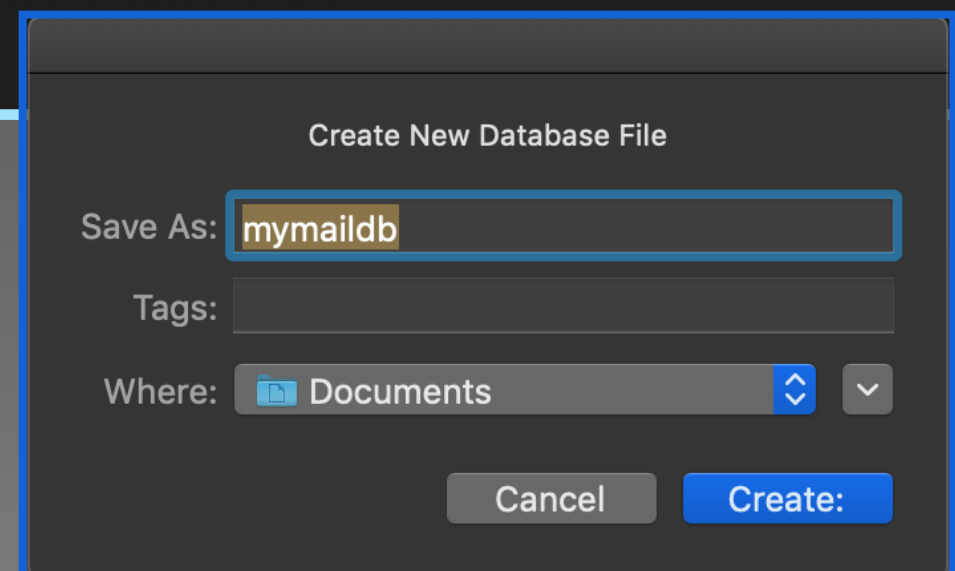 Create New Database File
Save As: mymaildb
Tags:
Where: Documents
Cancel Create: